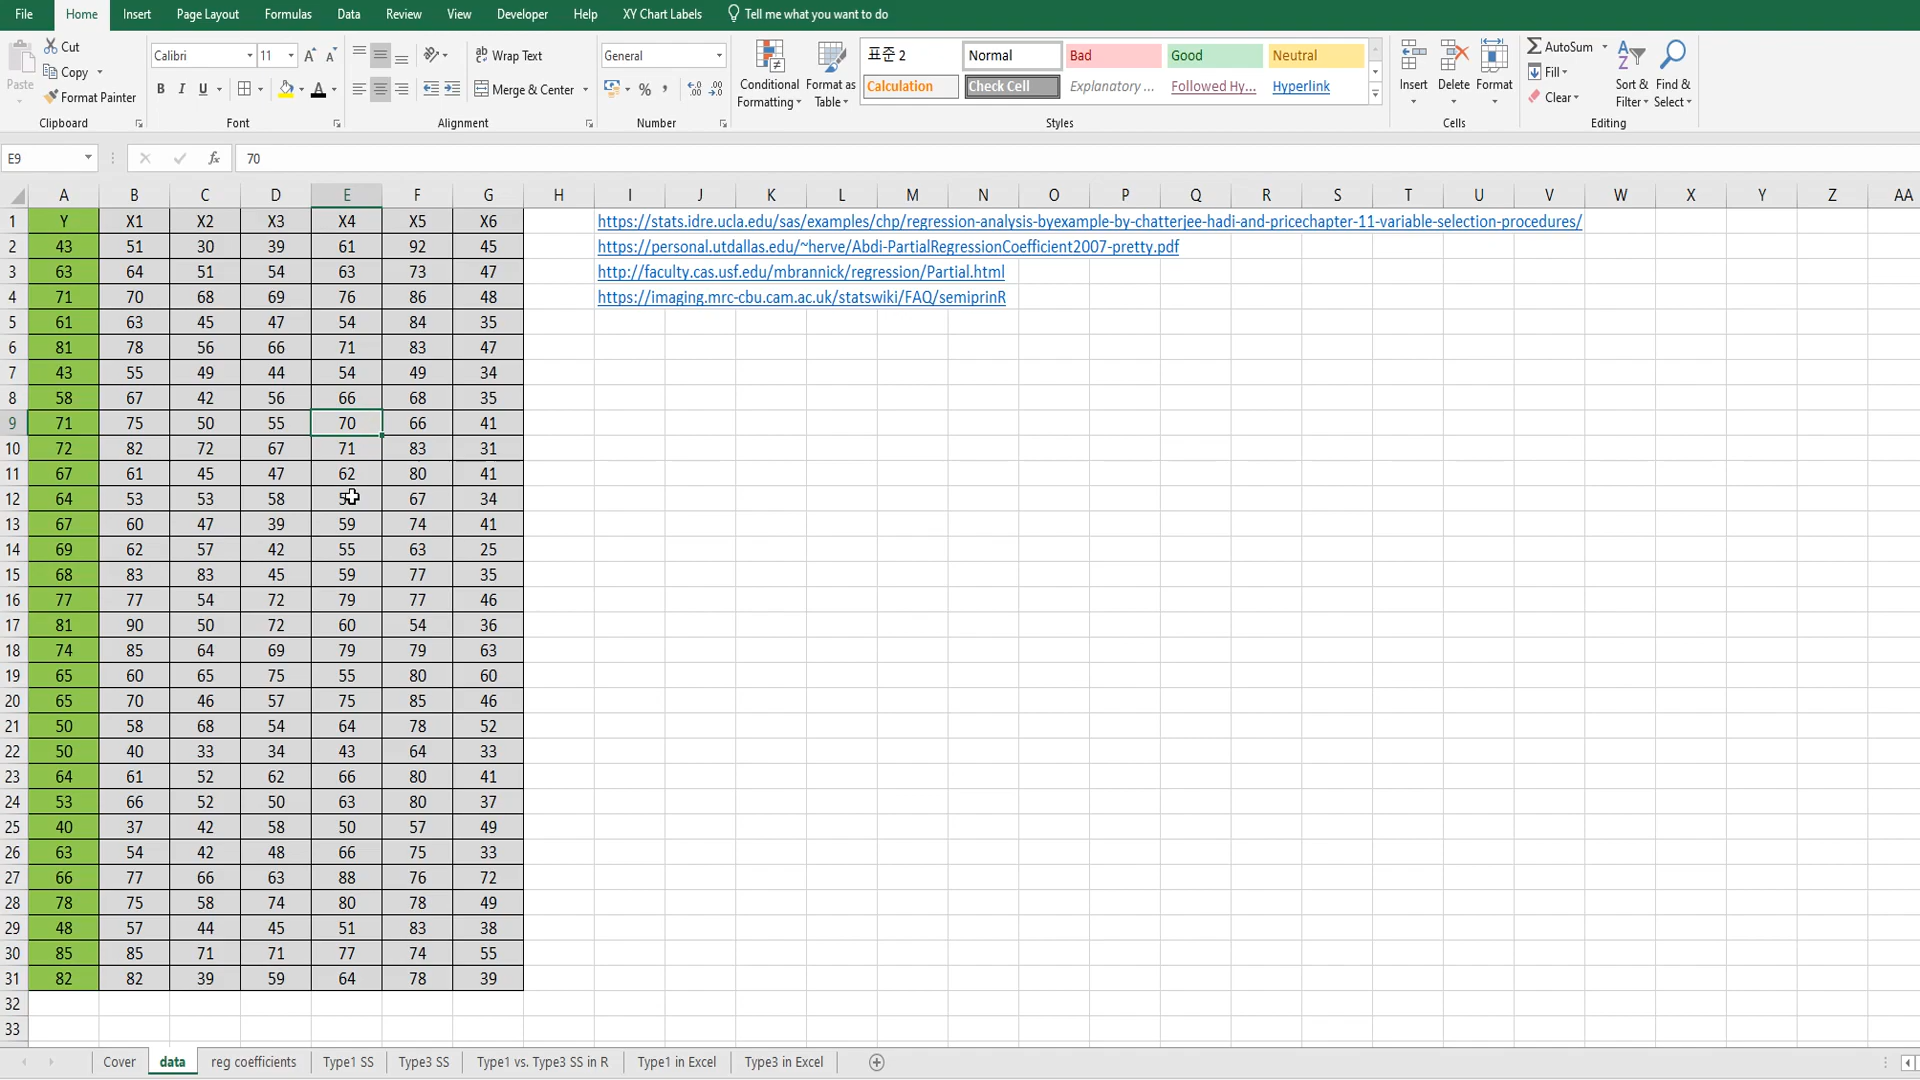 File Home Insert Page Layout Formulas Data Review View Developer Help XY Chart Labels Tell me what you want to do
Cut
Copy
Format Painter
Paste
Clipboard
Calibri 11
B I U
Font
Wrap Text
Merge & Center
Alignment
General
Number
Conditional Formatting
Format as Table
표준 2 Normal Bad Good Neutral
Calculation Check Cell Explanatory ... Followed Hy... Hyperlink
Styles
Insert Delete Format
Cells
AutoSum
Fill
Clear
Sort & Filter
Find & Select
Editing
E9 fx 70
A B C D E F G H I J K L M N O P Q R S T U V W X Y Z AA
1 Y X1 X2 X3 X4 X5 X6 https://stats.idre.ucla.edu/sas/examples/chp/regression-analysis-byexample-by-chatterjee-hadi-and-pricechapter-11-variable-selection-procedures/
2 43 51 30 39 61 92 45 https://personal.utdallas.edu/~herve/Abdi-PartialRegressionCoefficient2007-pretty.pdf
3 63 64 51 54 63 73 47 http://faculty.cas.usf.edu/mbrannick/regression/Partial.html
4 71 70 68 69 76 86 48 https://imaging.mrc-cbu.cam.ac.uk/statswiki/FAQ/semiprinR
5 61 63 45 47 54 84 35
6 81 78 56 66 71 83 47
7 43 55 49 44 54 49 34
8 58 67 42 56 66 68 35
9 71 75 50 55 70 66 41
10 72 82 72 67 71 83 31
11 67 61 45 47 62 80 41
12 64 53 53 58 67 34
13 67 60 47 39 59 74 41
14 69 62 57 42 55 63 25
15 68 83 83 45 59 77 35
16 77 77 54 72 79 77 46
17 81 90 50 72 60 54 36
18 74 85 64 69 79 79 63
19 65 60 65 75 55 80 60
20 65 70 46 57 75 85 46
21 50 58 68 54 64 78 52
22 50 40 33 34 43 64 33
23 64 61 52 62 66 80 41
24 53 66 52 50 63 80 37
25 40 37 42 58 50 57 49
26 63 54 42 48 66 75 33
27 66 77 66 63 88 76 72
28 78 75 58 74 80 78 49
29 48 57 44 45 51 83 38
30 85 85 71 71 77 74 55
31 82 82 39 59 64 78 39
32
33
Cover data reg coefficients Type1 SS Type3 SS Type1 vs. Type3 SS in R Type1 in Excel Type3 in Excel